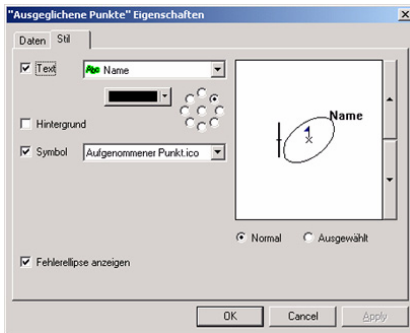 "Ausgeglichene Punkte" Eigenschaften
Daten
Stil
Text
Abc Name
Hintergrund
Symbol
Aufgenommener Punkt.ico
Name
Normal
Ausgewählt
Fehlerellipse anzeigen
OK
Cancel
Apply